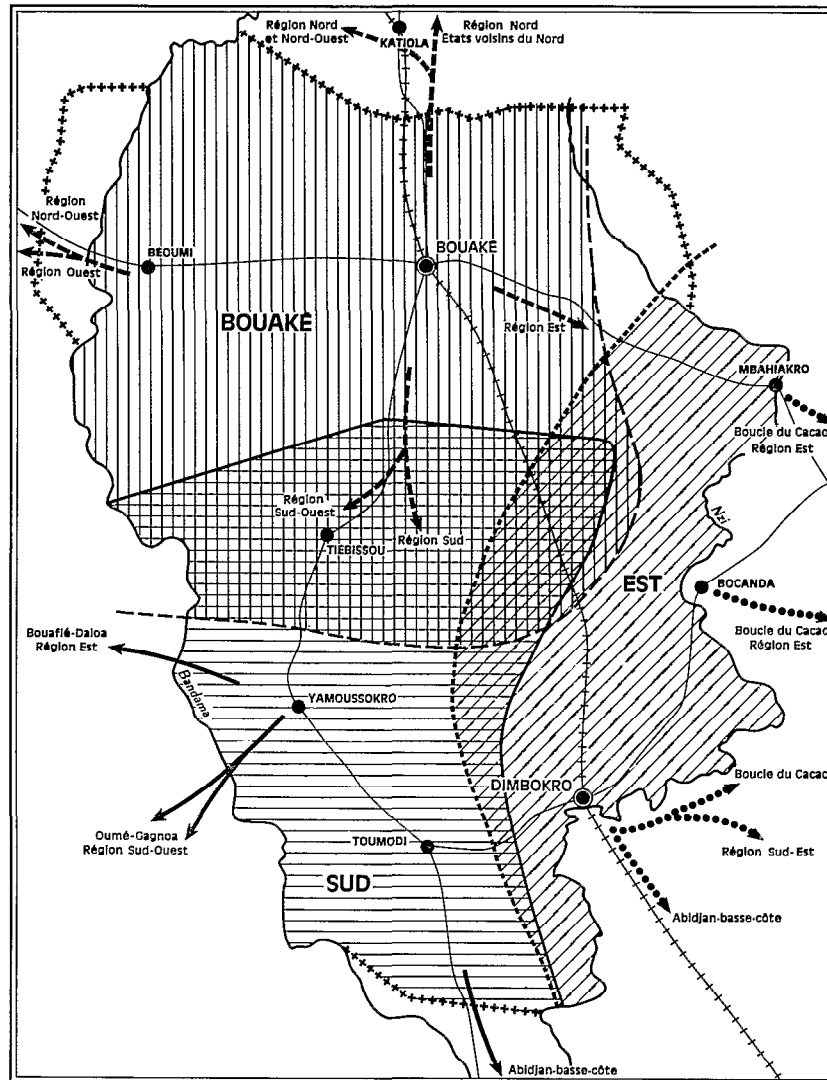 Région Nord
et Nord-Ouest
KATIOLA
Région Nord
Etats voisins du Nord
Région
Nord-Ouest
Région Ouest
BEOUMI
BOUAKÉ
BOUAKÉ
Région Est
MBAHIAKRO
Boucle du Cacao
Région Est
Région
Sud-Ouest
TIEBISSOU
Région Sud
Nzi
EST
BOCANDA
Boucle du Cacao
Région Est
Bouaflé-Daloa
Région Est
Bandama
YAMOUSSOKRO
DIMBOKRO
Boucle du Cacao
Oumé-Gagnoa
Région Sud-Ouest
TOUMODI
Région Sud-Est
SUD
Abidjan-basse-côte
Abidjan-basse-côte